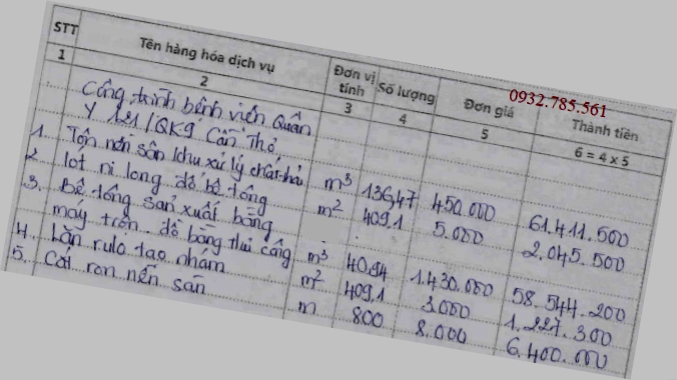 0932.785.561
STT Tên hàng hóa dịch vụ Đơn vị tính Số lượng Đơn giá Thành tiền
1 2 3 4 5 6 = 4 x 5
Công trình bệnh viện Quân
Y 121/QK9 Cần Thơ
1. Tôn nền sân khu xử lý chất thải m³ 136,47 450.000 61.411.500
2. lót ni long đổ bê tông m² 409.1 5.000 2.045.500
3. Bê tông sản xuất bằng
máy trộn. đổ bằng thủ công m³ 40.94 1.430.000 58.544.200
4. Lăn rulo tạo nhám m² 409.1 3.000 1.227.300
5. Cắt ron nền sân m 800 8.000 6.400.000